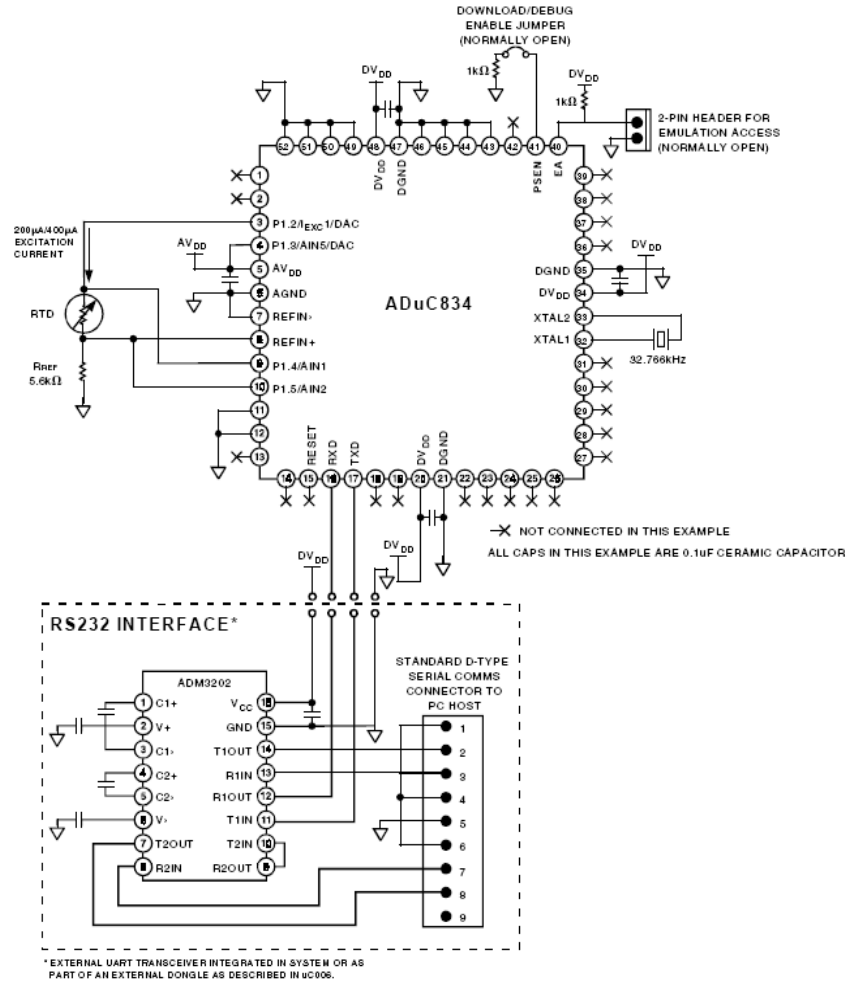 DOWNLOAD/DEBUG
ENABLE JUMPER
(NORMALLY OPEN)
1kΩ
DVDD
1kΩ
DVDD
2-PIN HEADER FOR
EMULATION ACCESS
(NORMALLY OPEN)
52 51 50 49 48 47 46 45 44 43 42 41 40
DVDD
DGND
PSEN
EA
1
2
3 P1.2/IEXC1/DAC
4 P1.3/AIN5/DAC
5 AVDD
6 AGND
7 REFIN›
8 REFIN+
9 P1.4/AIN1
10 P1.5/AIN2
11
12
13
200µA/400µA
EXCITATION
CURRENT
AVDD
RTD
RREF
5.6kΩ
ADuC834
39
38
37
36
DGND 35
DVDD 34
XTAL2 33
XTAL1 32
31
30
29
28
27
DVDD
32.766kHz
RESET
RXD
TXD
DVDD
DGND
14 15 16 17 18 19 20 21 22 23 24 25 26
NOT CONNECTED IN THIS EXAMPLE
ALL CAPS IN THIS EXAMPLE ARE 0.1uF CERAMIC CAPACITOR
DVDD
DVDD
RS232 INTERFACE*
ADM3202
1 C1+
2 V+
3 C1›
4 C2+
5 C2›
6 V›
7 T2OUT
8 R2IN
VCC 16
GND 15
T1OUT 14
R1IN 13
R1OUT 12
T1IN 11
T2IN 10
R2OUT 9
STANDARD D-TYPE
SERIAL COMMS
CONNECTOR TO
PC HOST
1
2
3
4
5
6
7
8
9
* EXTERNAL UART TRANSCEIVER INTEGRATED IN SYSTEM OR AS
PART OF AN EXTERNAL DONGLE AS DESCRIBED IN uC006.